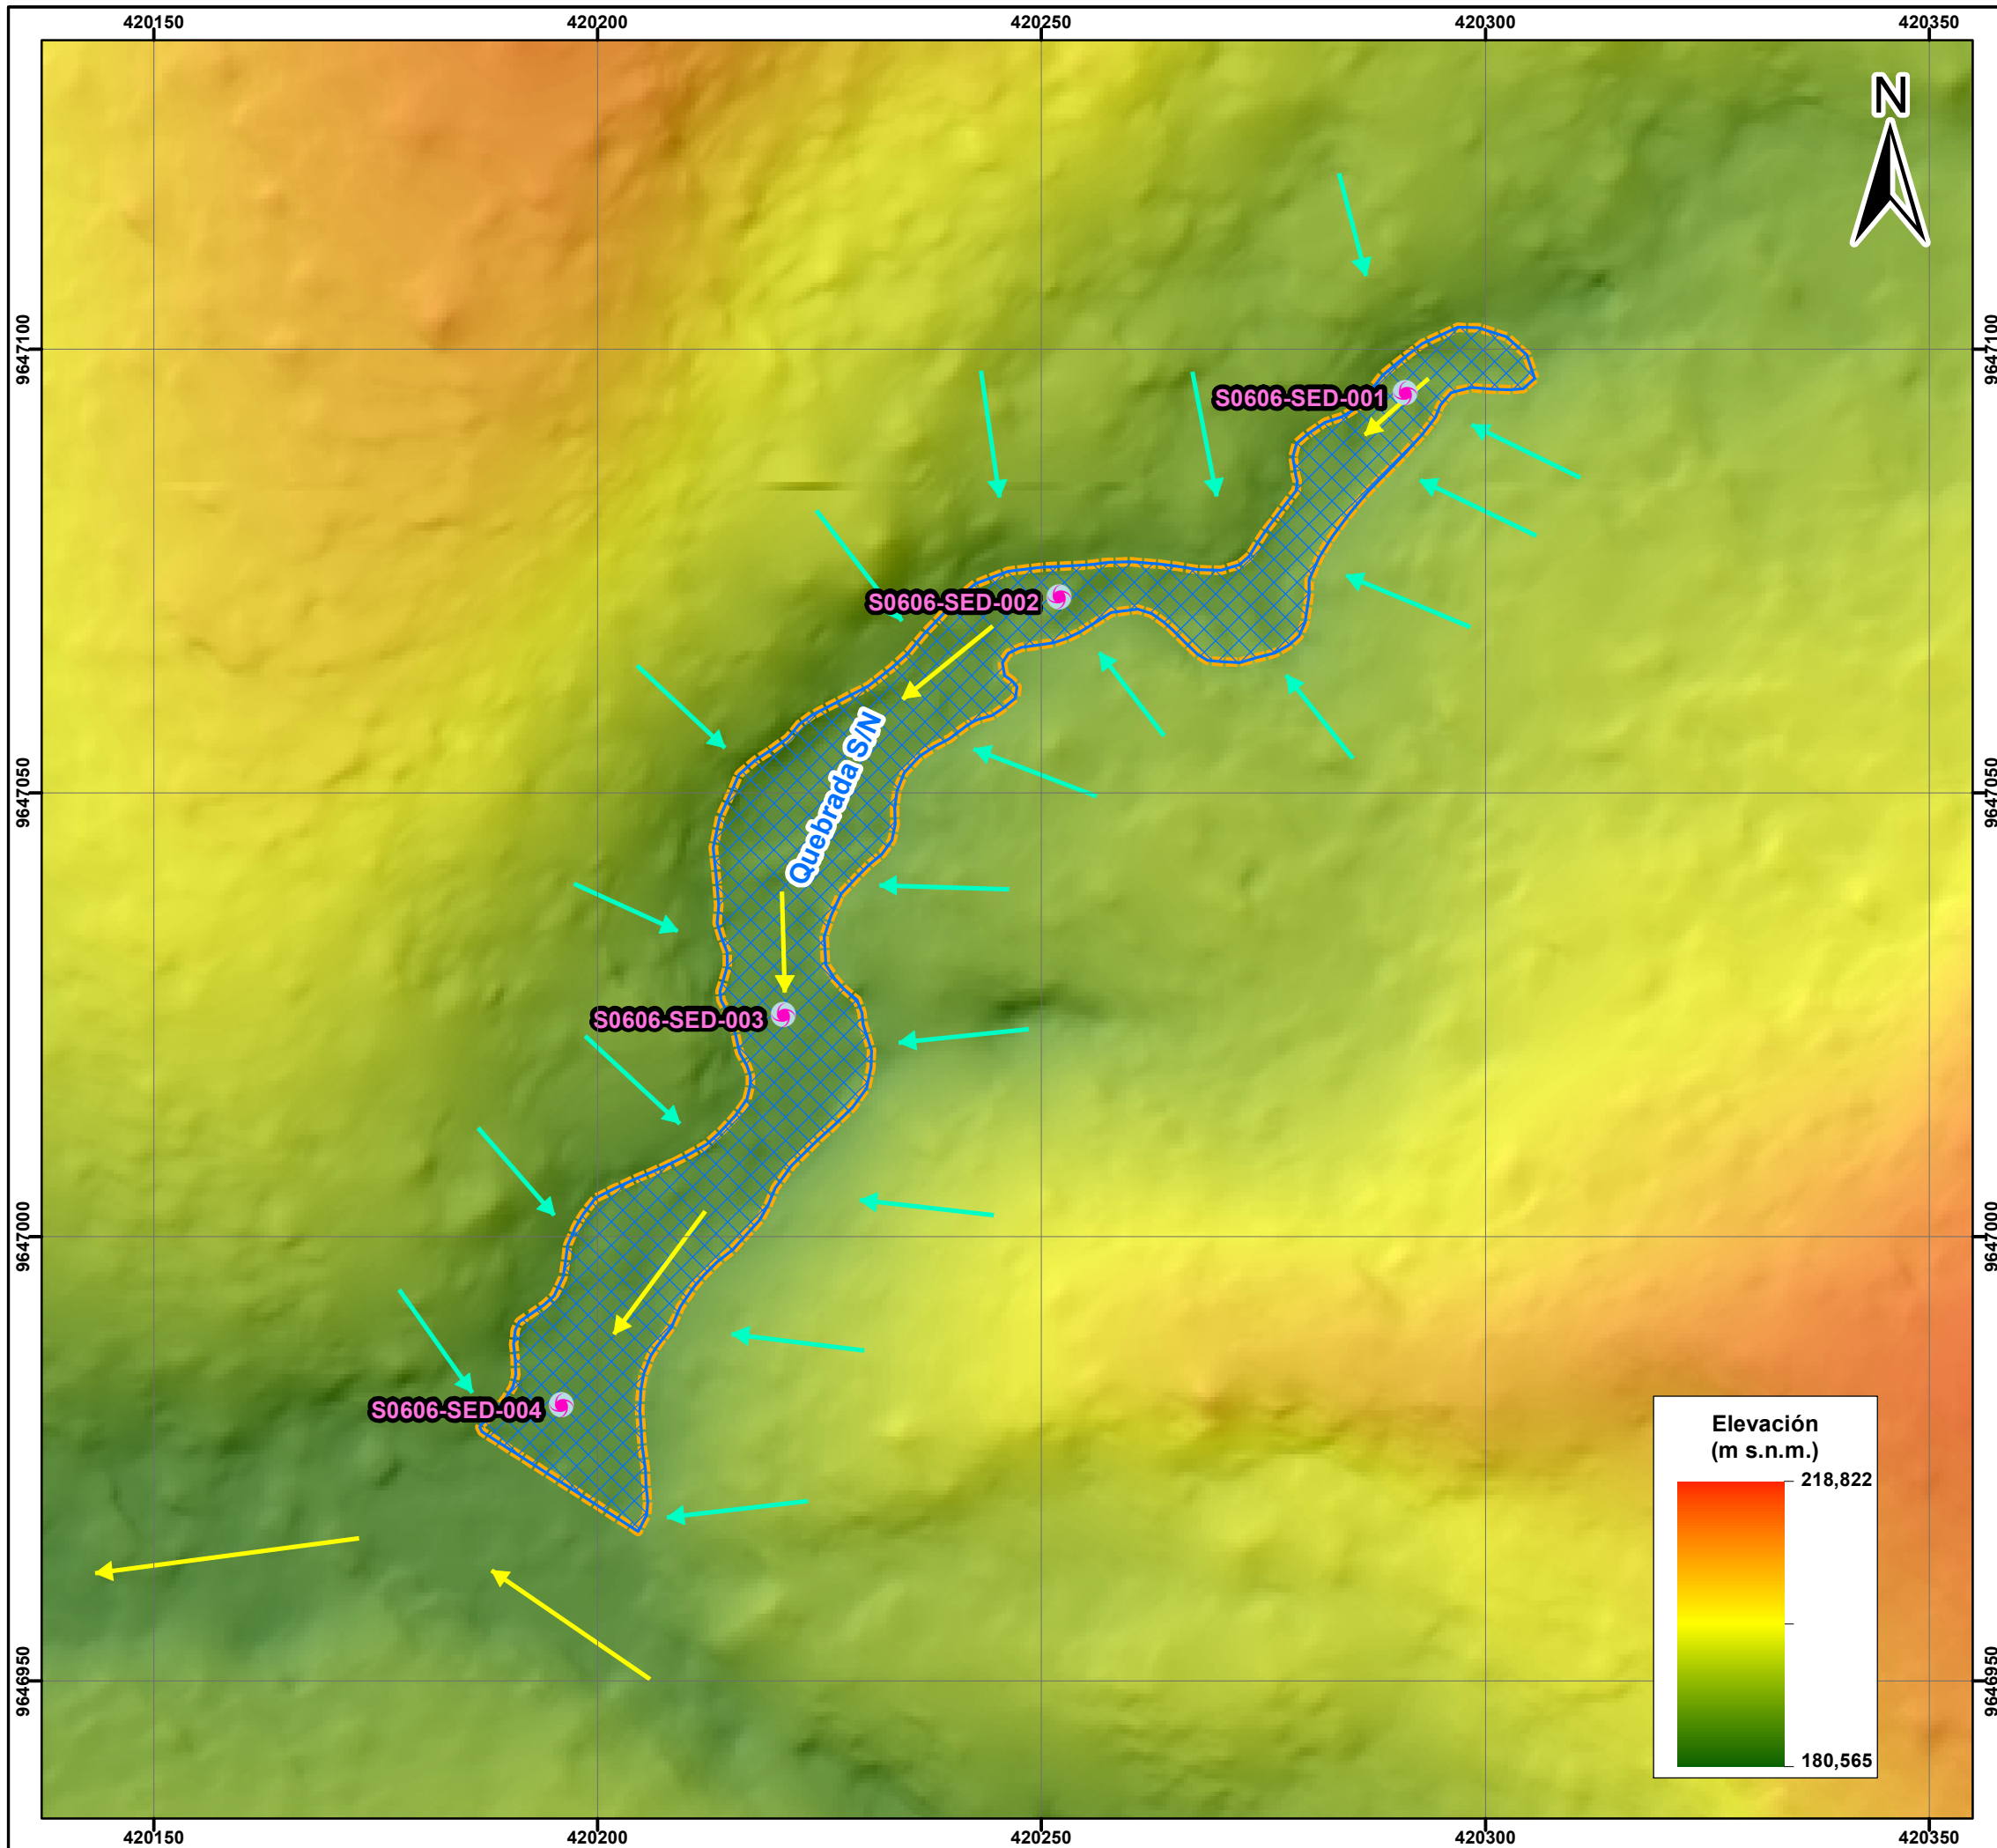 420150 420200 420250 420300 420350
N
9647100 9647100
S0606-SED-001
S0606-SED-002
Quebrada S/N
9647050 9647050
S0606-SED-003
9647000 9647000
S0606-SED-004
Elevación
(m s.n.m.)
218,822
180,565
9646950 9646950
420150 420200 420250 420300 420350